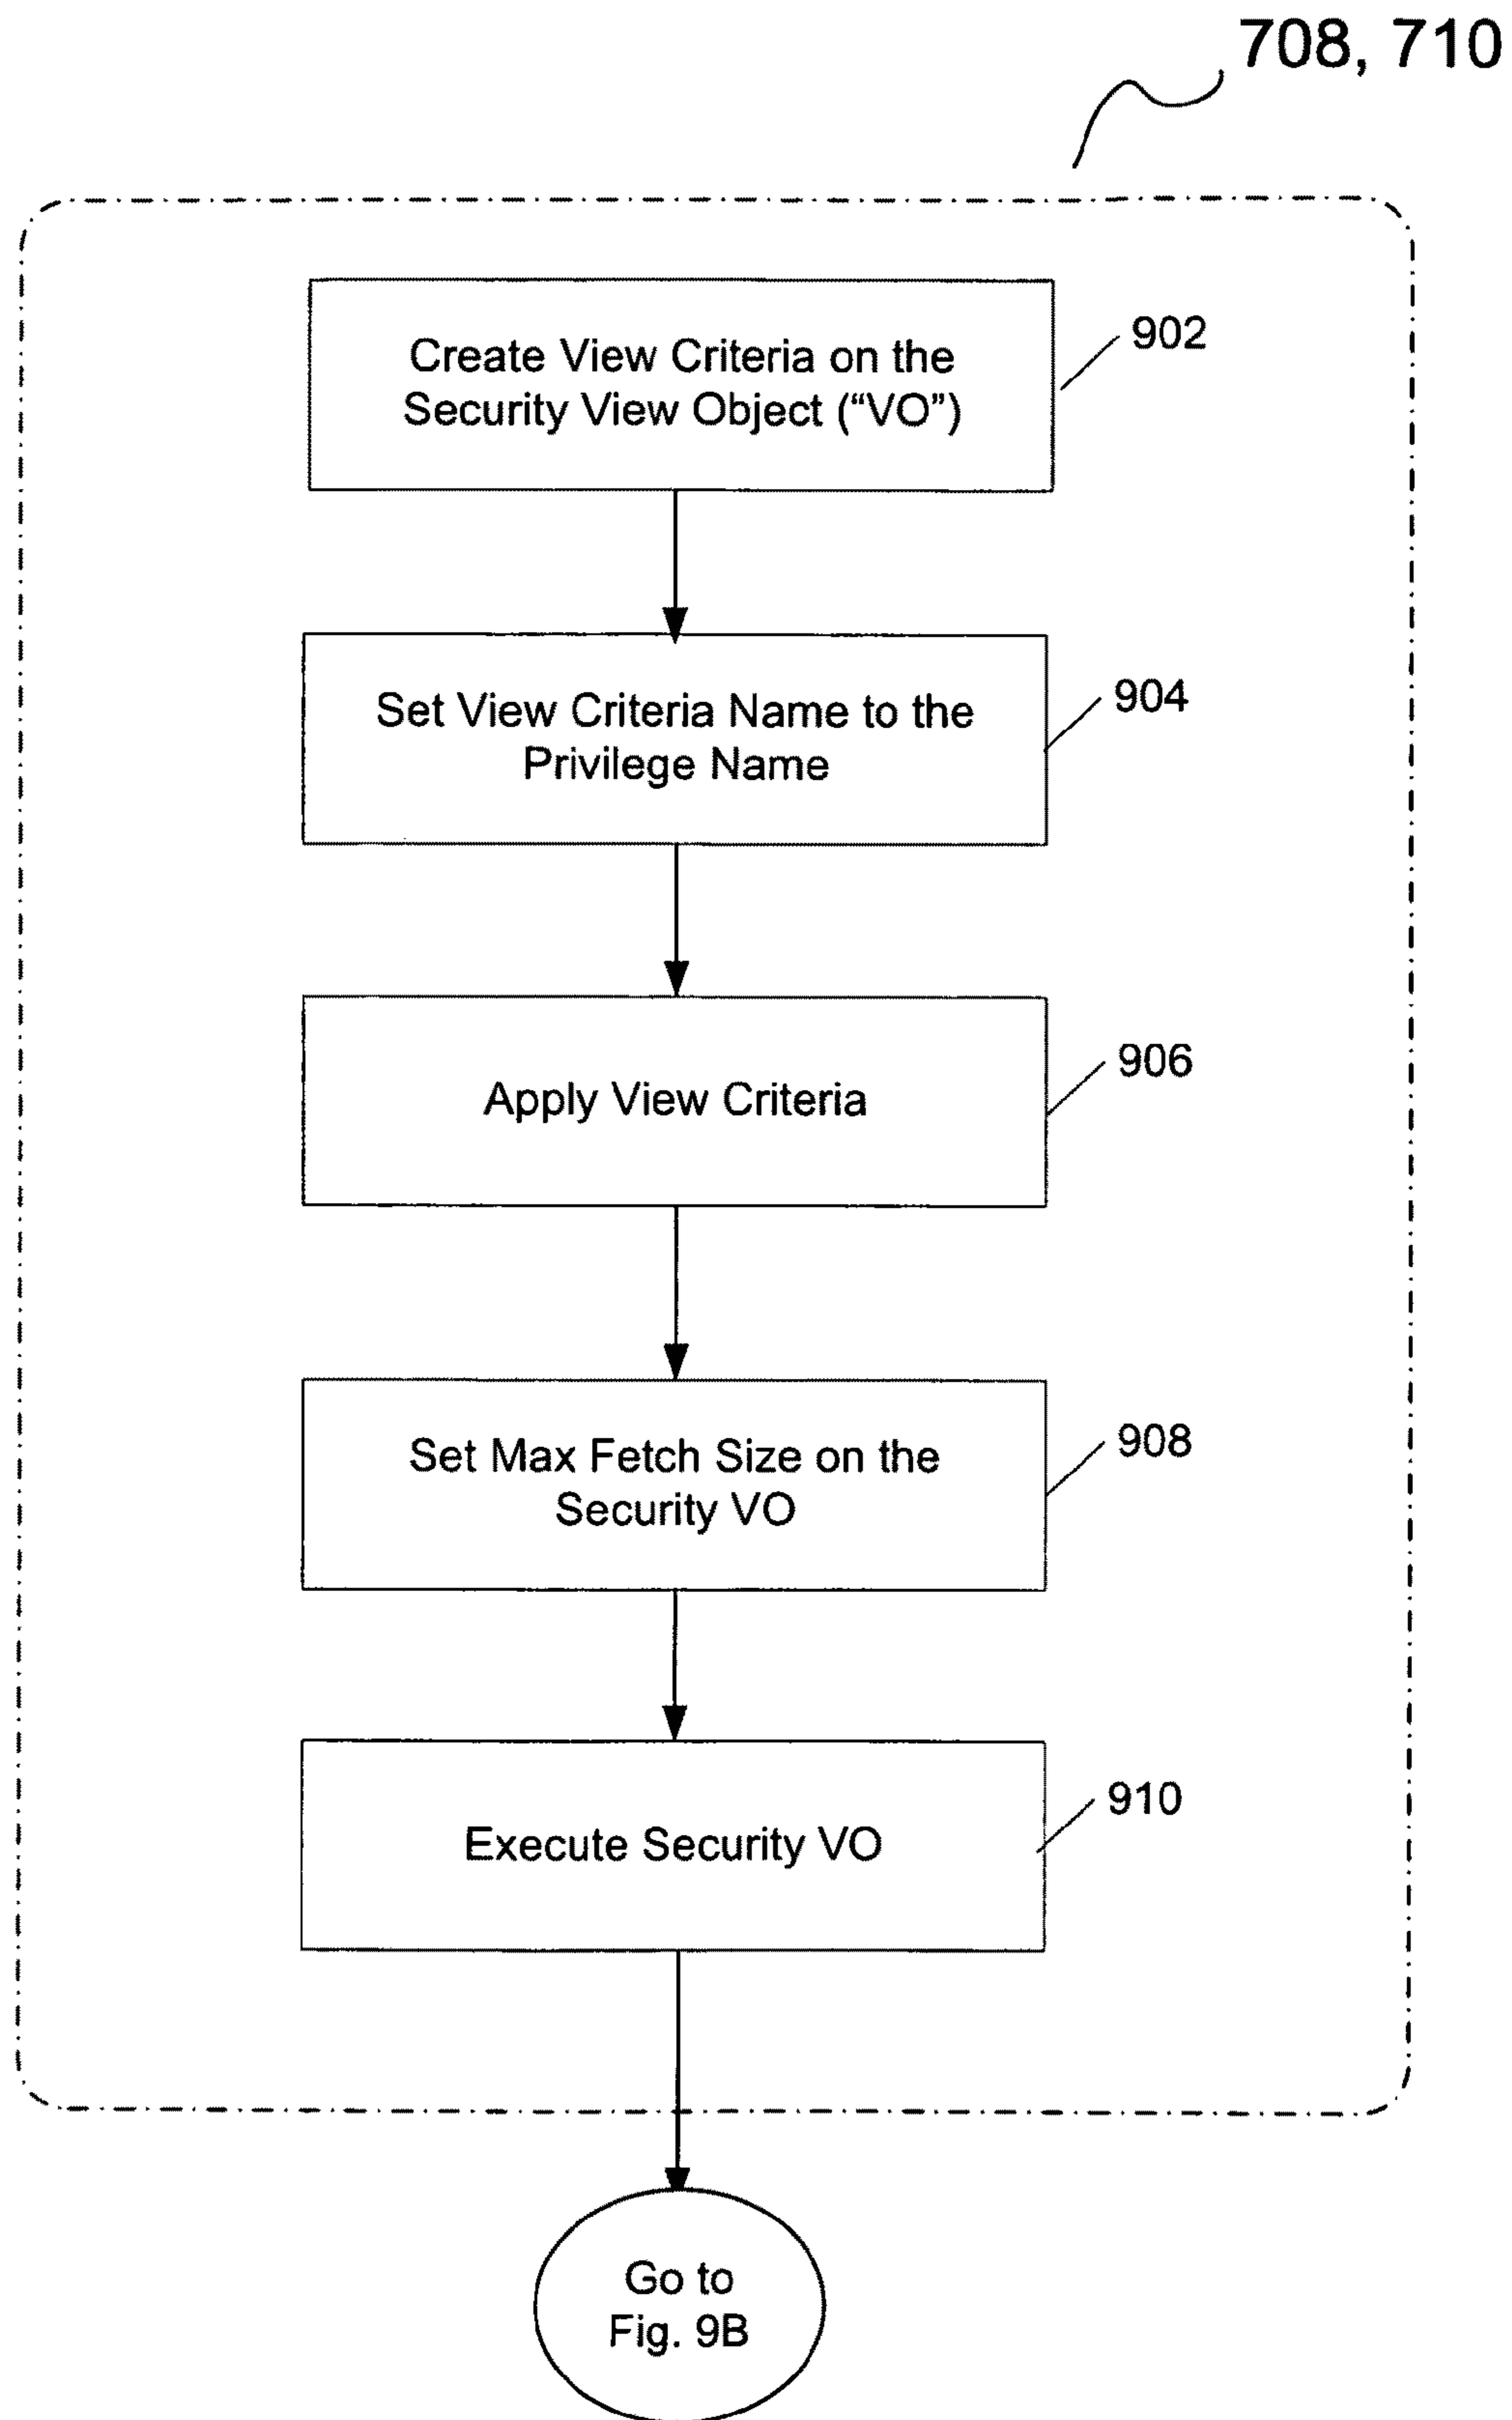 708, 710
Create View Criteria on the
Security View Object (“VO”)
902
Set View Criteria Name to the
Privilege Name
904
Apply View Criteria
906
Set Max Fetch Size on the
Security VO
908
Execute Security VO
910
Go to
Fig. 9B